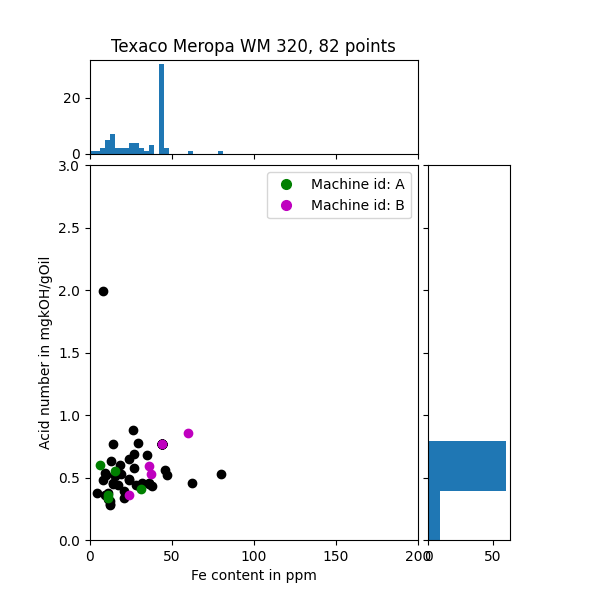 Texaco Meropa WM 320, 82 points
20
0
3.0
2.5
2.0
1.5
1.0
0.5
0.0
Acid number in mgkOH/gOil
Machine id: A
Machine id: B
0 50 100 150 200
0 50
Fe content in ppm